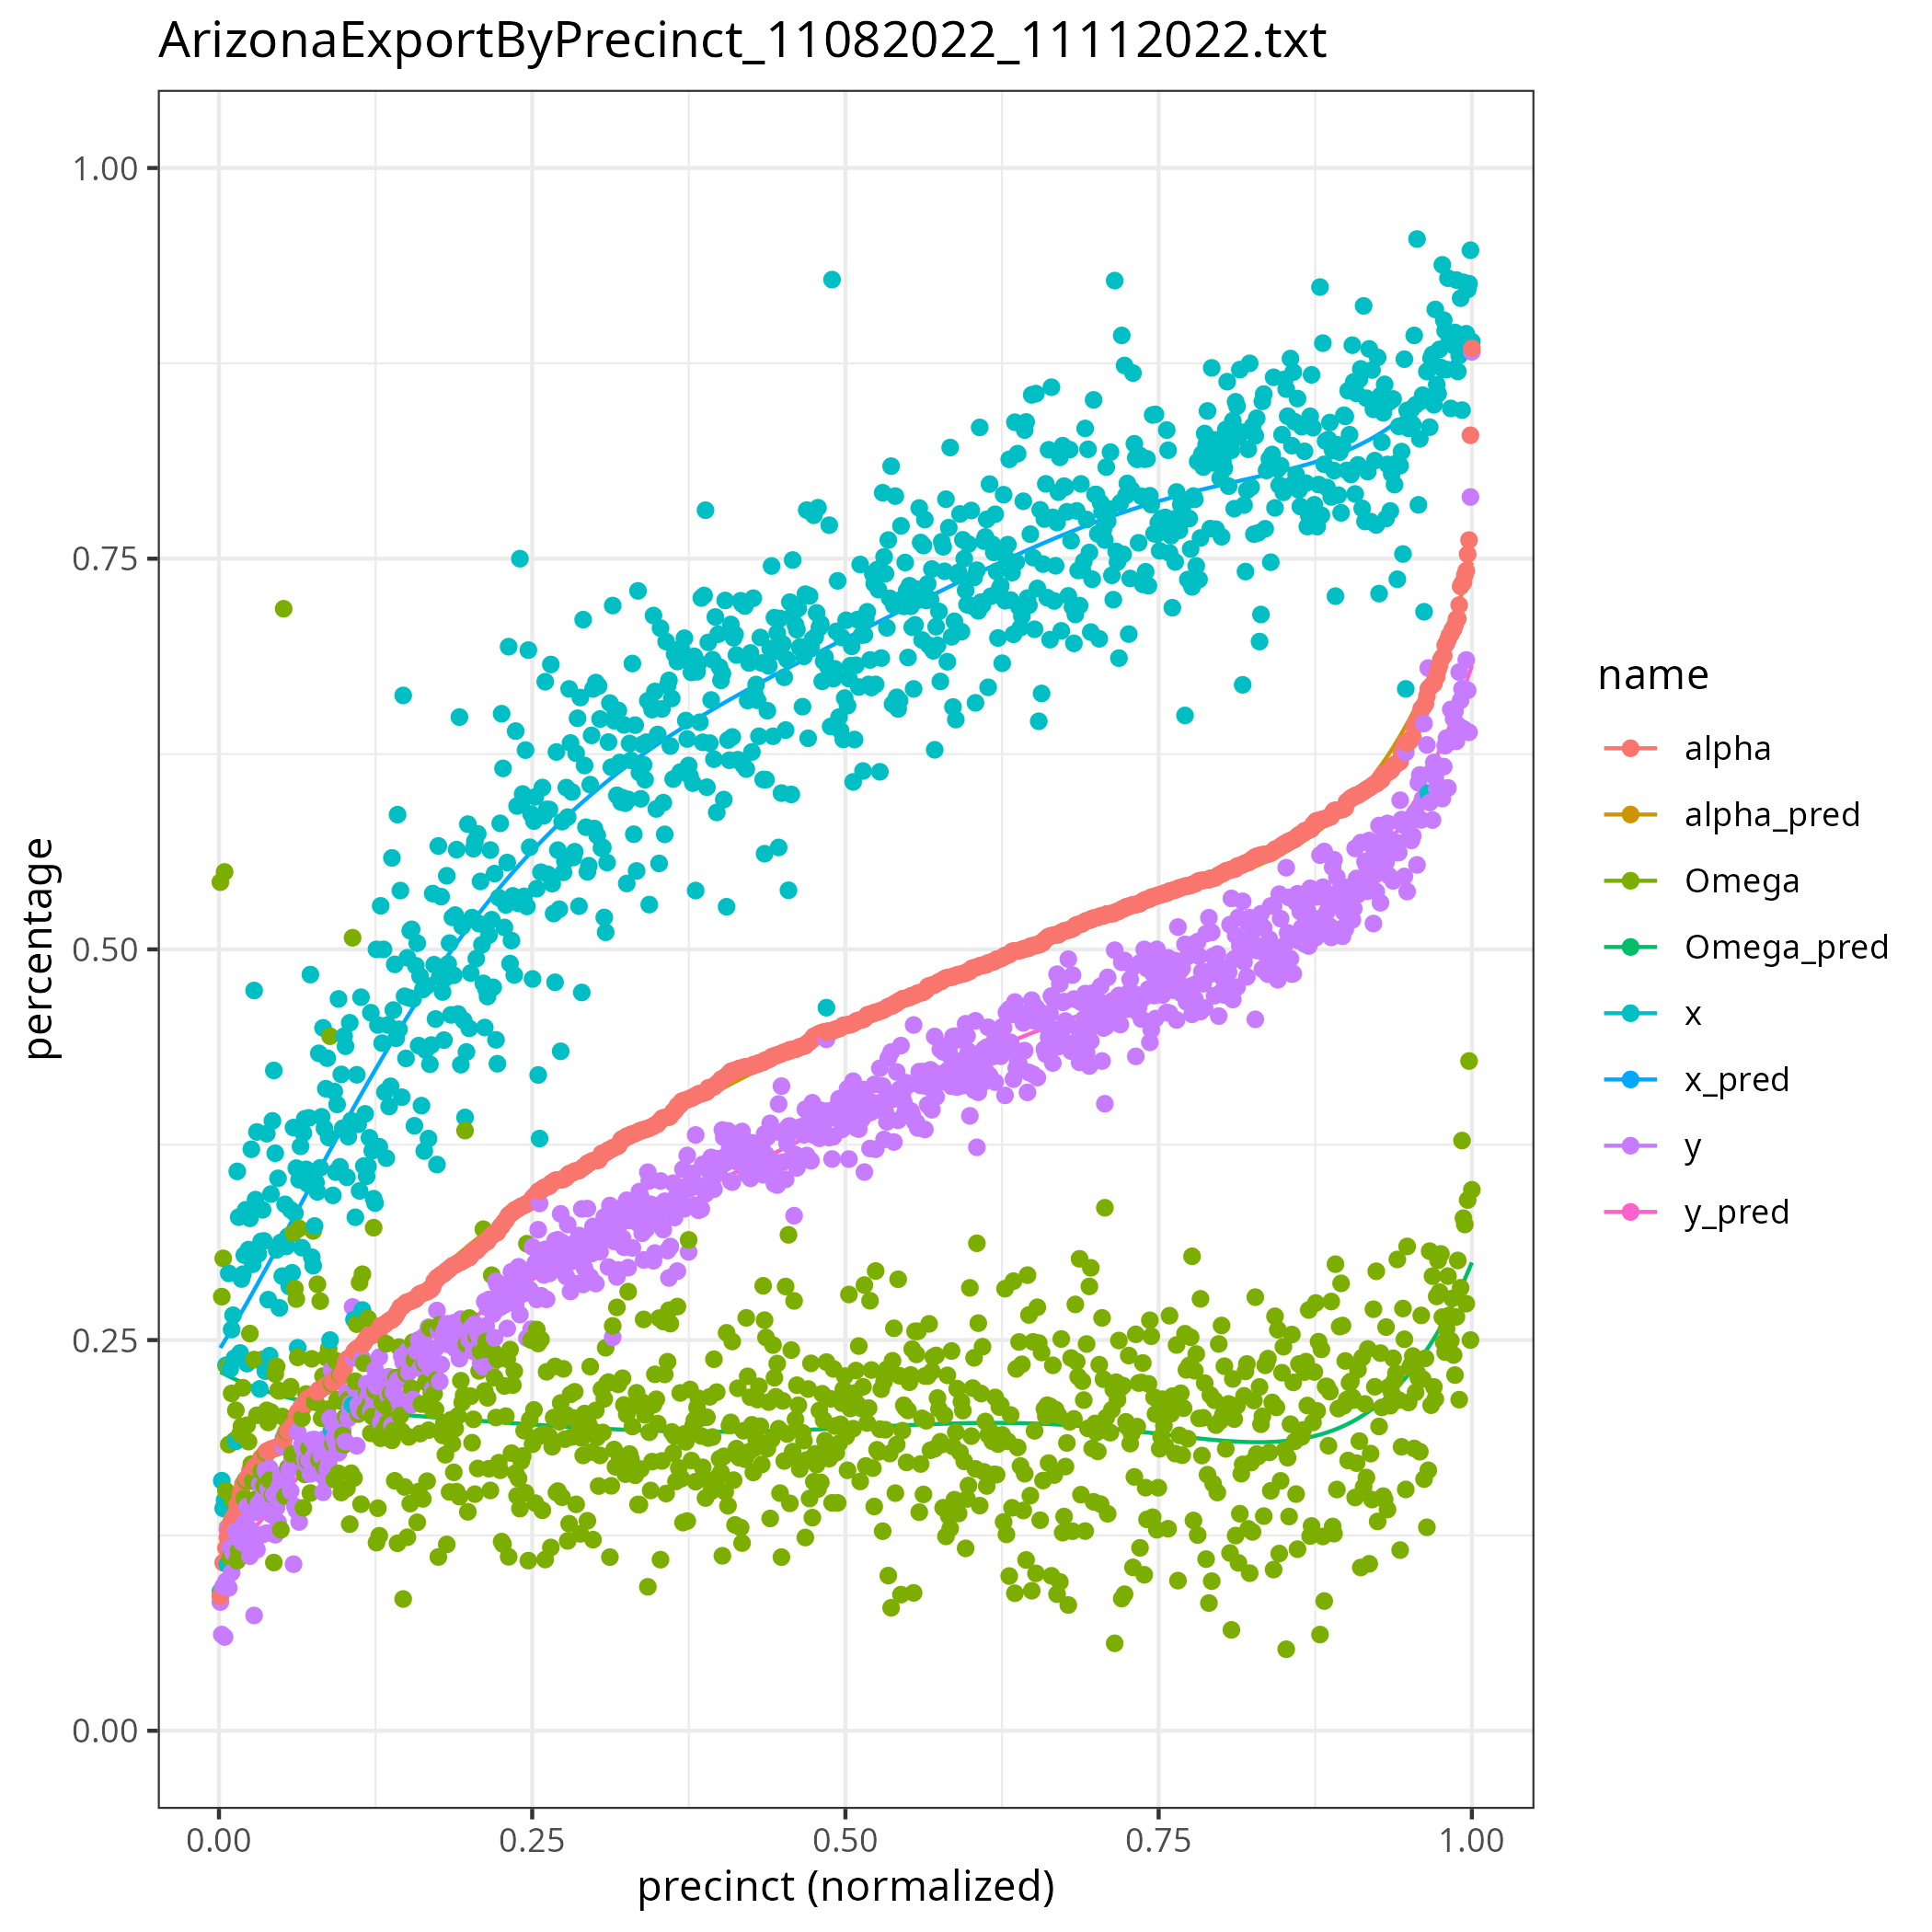 ArizonaExportByPrecinct_11082022_11112022.txt
1.00
0.75
0.50
0.25
0.00
percentage
0.00 0.25 0.50 0.75 1.00
precinct (normalized)
name
alpha
alpha_pred
Omega
Omega_pred
x
x_pred
y
y_pred